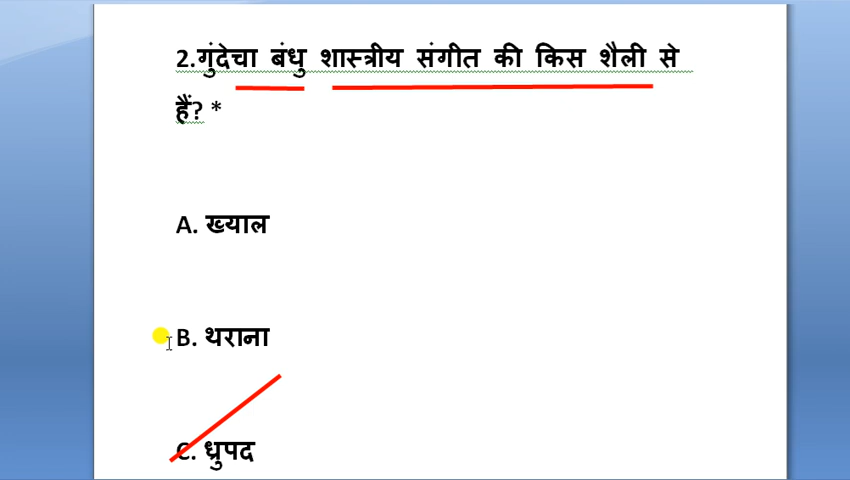 2.गुंदेचा बंधु शास्त्रीय संगीत की किस शैली से
हैं? *
A. ख्याल
B. थराना
C. ध्रुपद